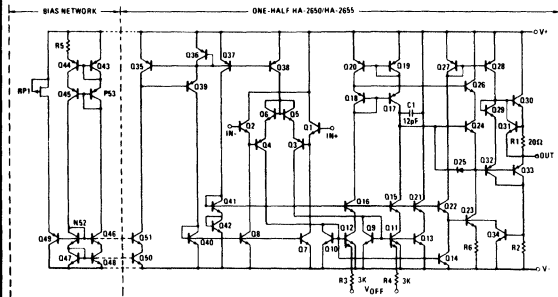 BIAS NETWORK
ONE-HALF HA-2650/HA-2655
V+
R5
Q36
Q37
Q44
Q43
Q35
Q38
Q20
Q19
Q27
Q28
RP1
Q45
P53
Q39
Q26
Q30
Q6
Q5
Q18
Q17
Q29
C1
12pF
Q31
R1
20Ω
IN-
Q2
Q1
IN+
Q4
Q3
Q24
OUT
D25
Q32
Q33
Q41
Q16
Q15
Q21
Q22
Q23
N52
Q42
Q49
Q46
Q51
Q40
Q8
Q7
Q10
Q12
Q9
Q11
Q13
Q34
R2
Q47
Q48
Q50
Q14
R6
R3
3K
R4
3K
V-
VOFF